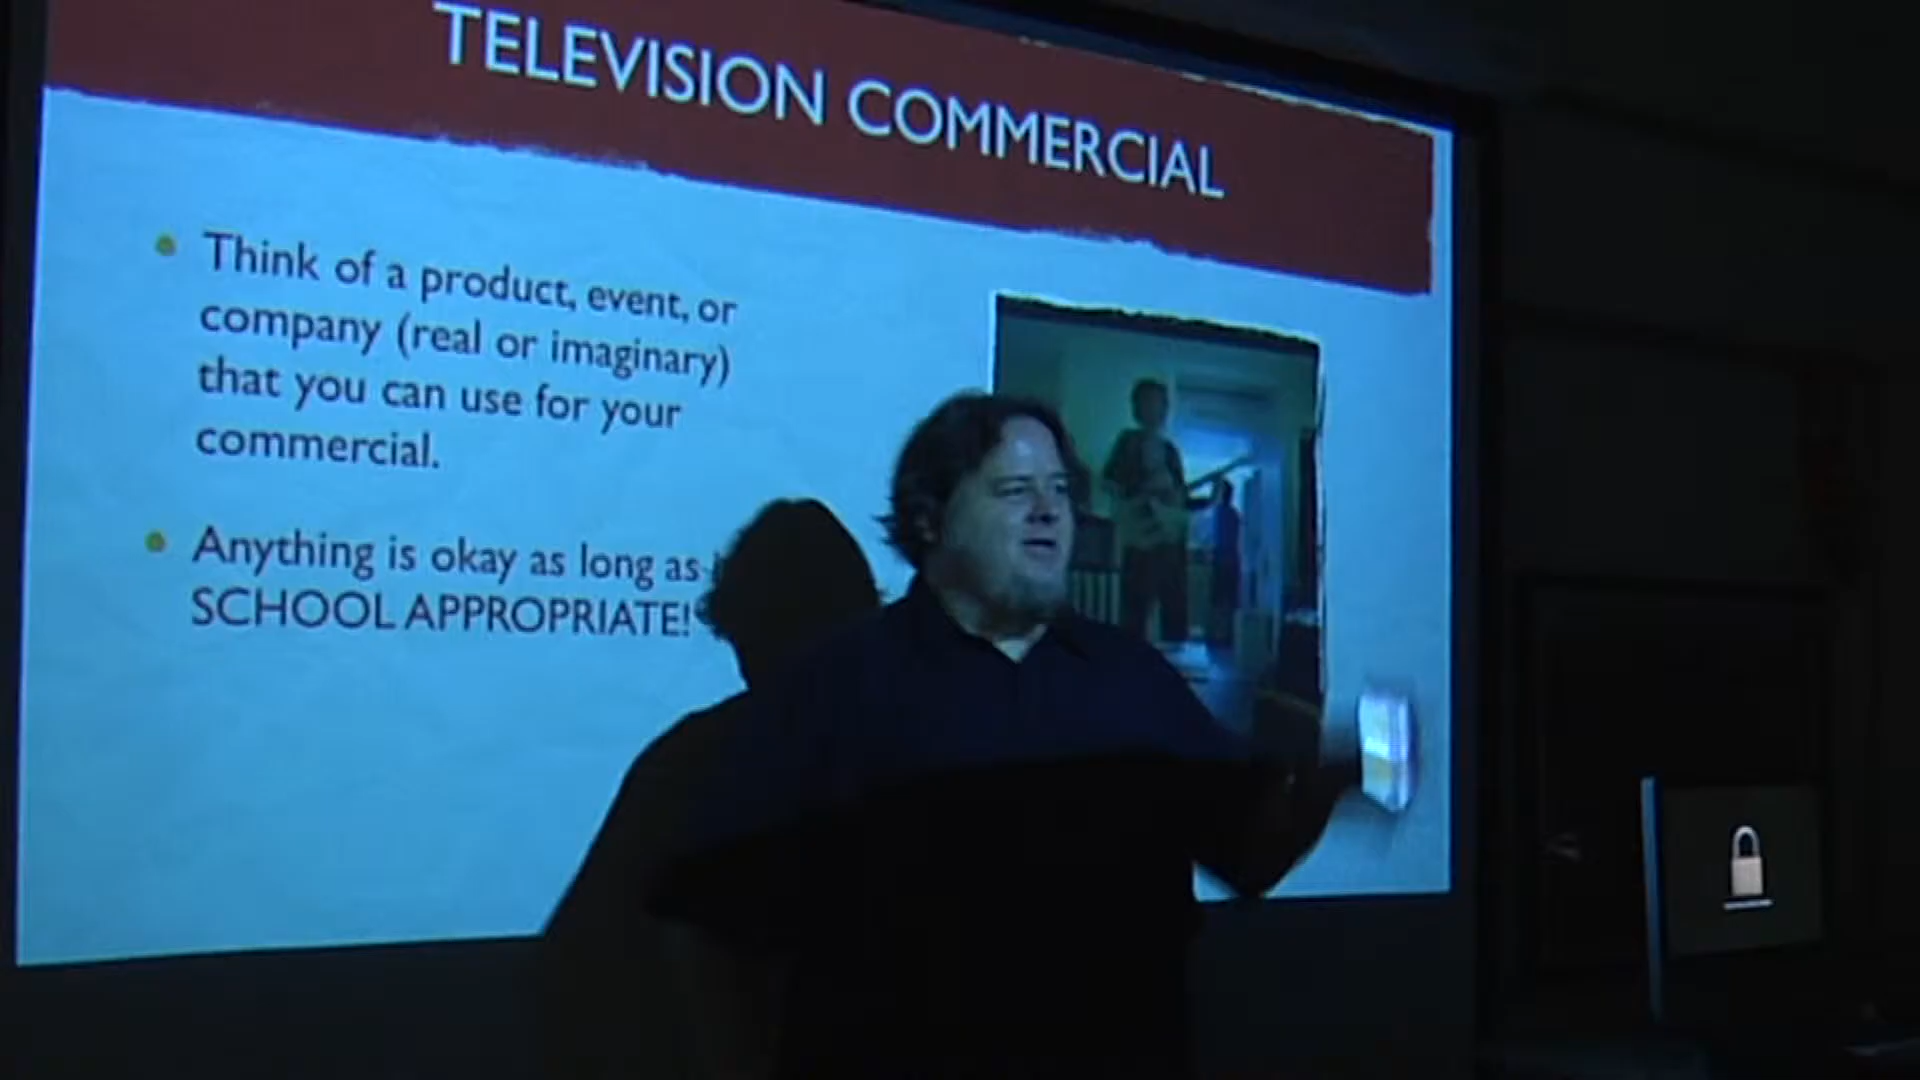 TELEVISION COMMERCIAL
Think of a product, event, or
company (real or imaginary)
that you can use for your
commercial.
Anything is okay as long as
SCHOOL APPROPRIATE!